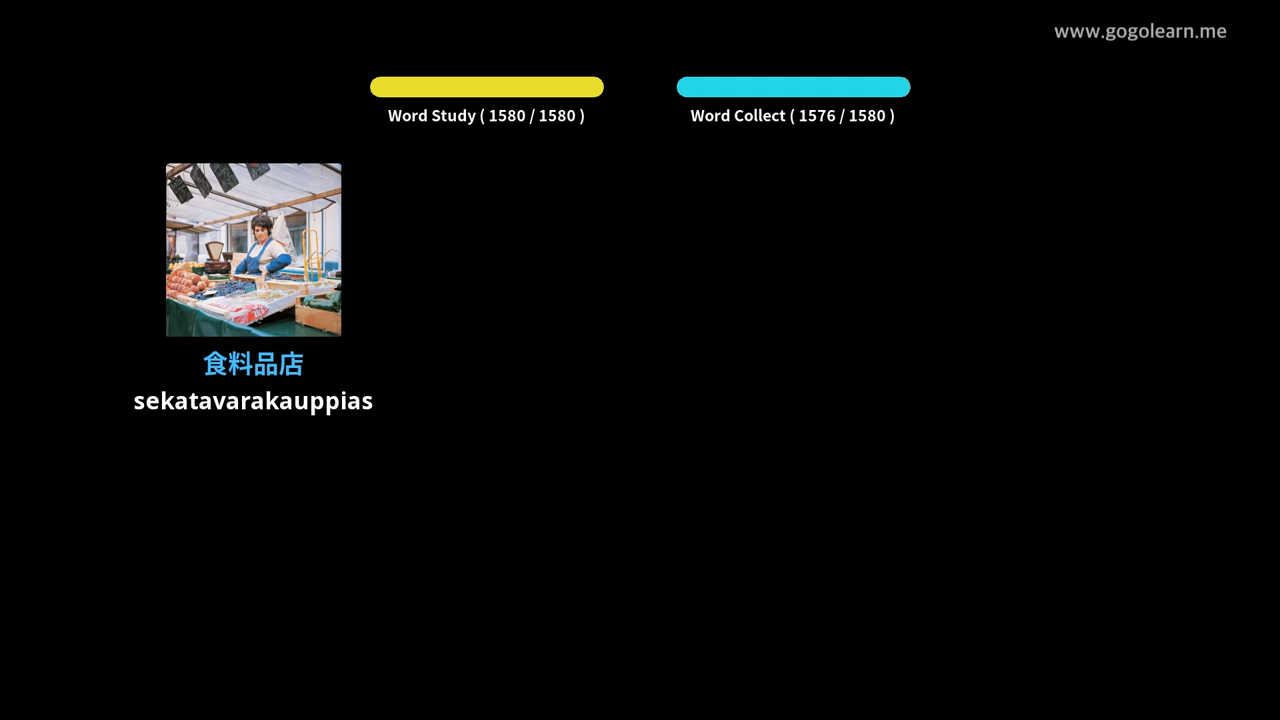 www.gogolearn.me
Word Study ( 1580 / 1580 )
Word Collect ( 1576 / 1580 )
食料品店
sekatavarakauppias